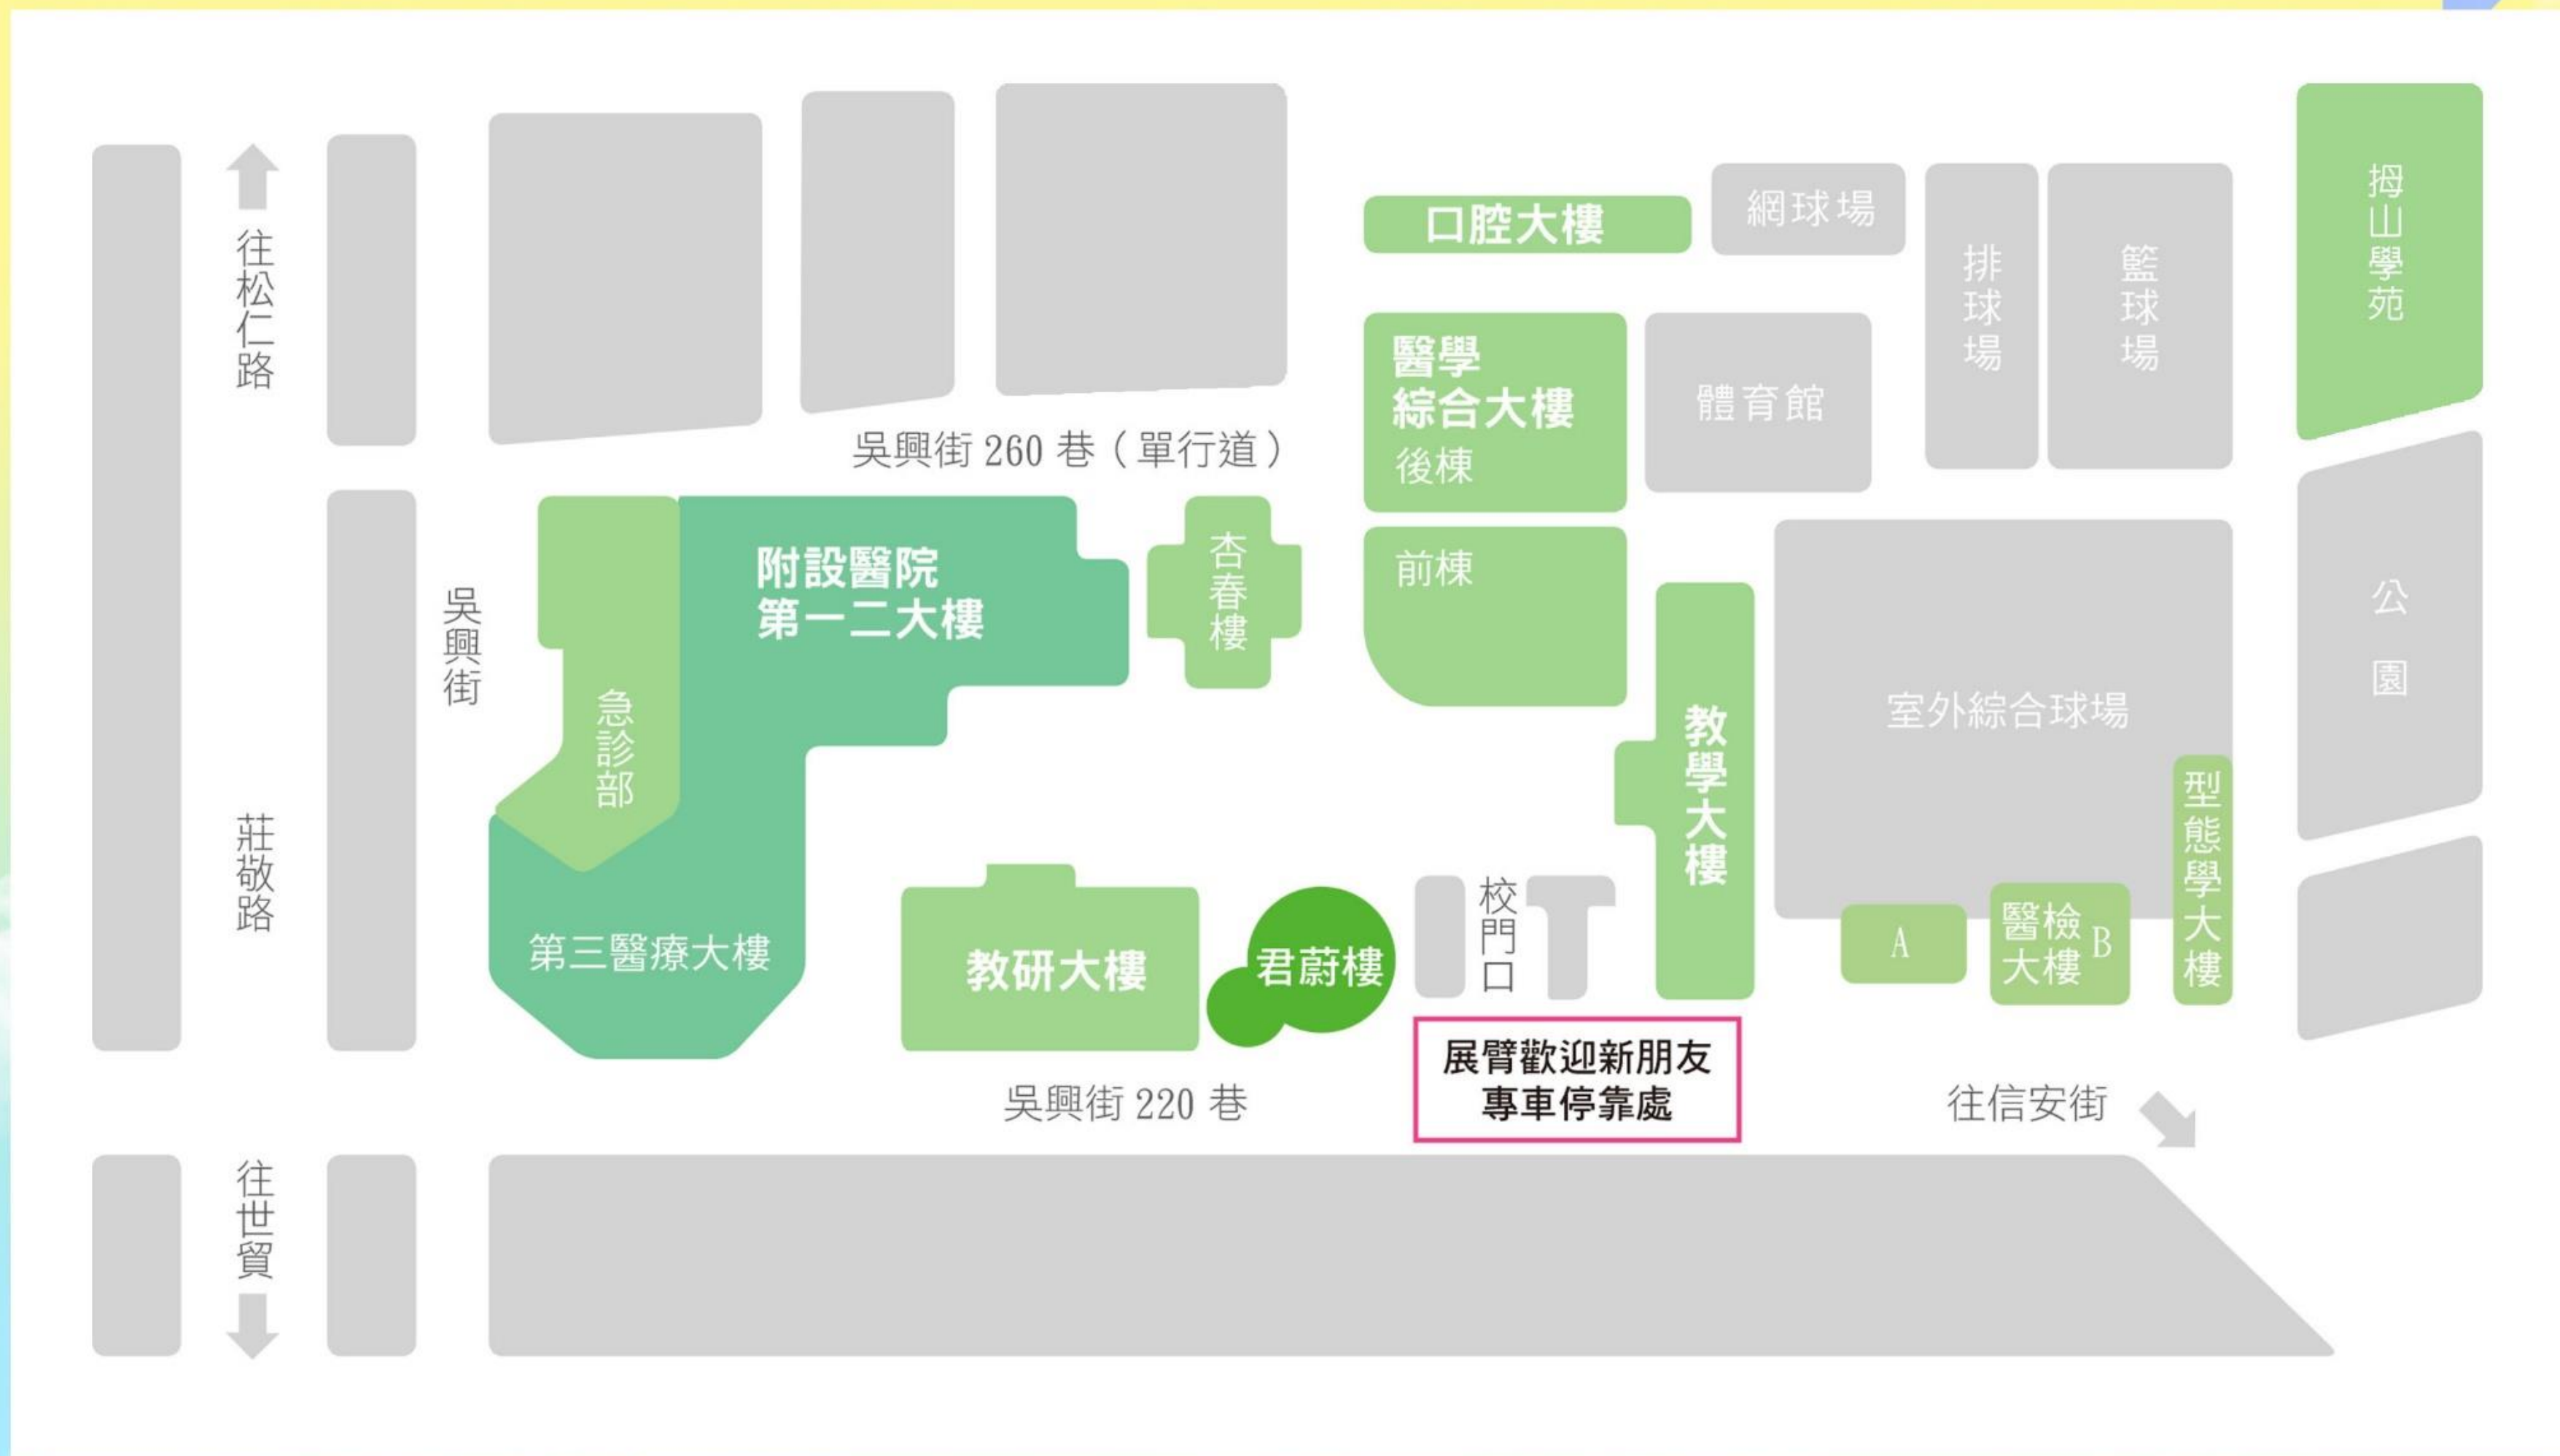 往松仁路
口腔大樓
網球場
排球場
籃球場
拇山學苑
醫學
綜合大樓
後棟
體育館
吳興街 260 巷（單行道）
附設醫院
第一二大樓
杏春樓
前棟
吳興街
急診部
教學大樓
室外綜合球場
公園
型態學大樓
莊敬路
第三醫療大樓
教研大樓
君蔚樓
校門口
A
醫檢
大樓
B
展臂歡迎新朋友
專車停靠處
吳興街 220 巷
往信安街
往世貿